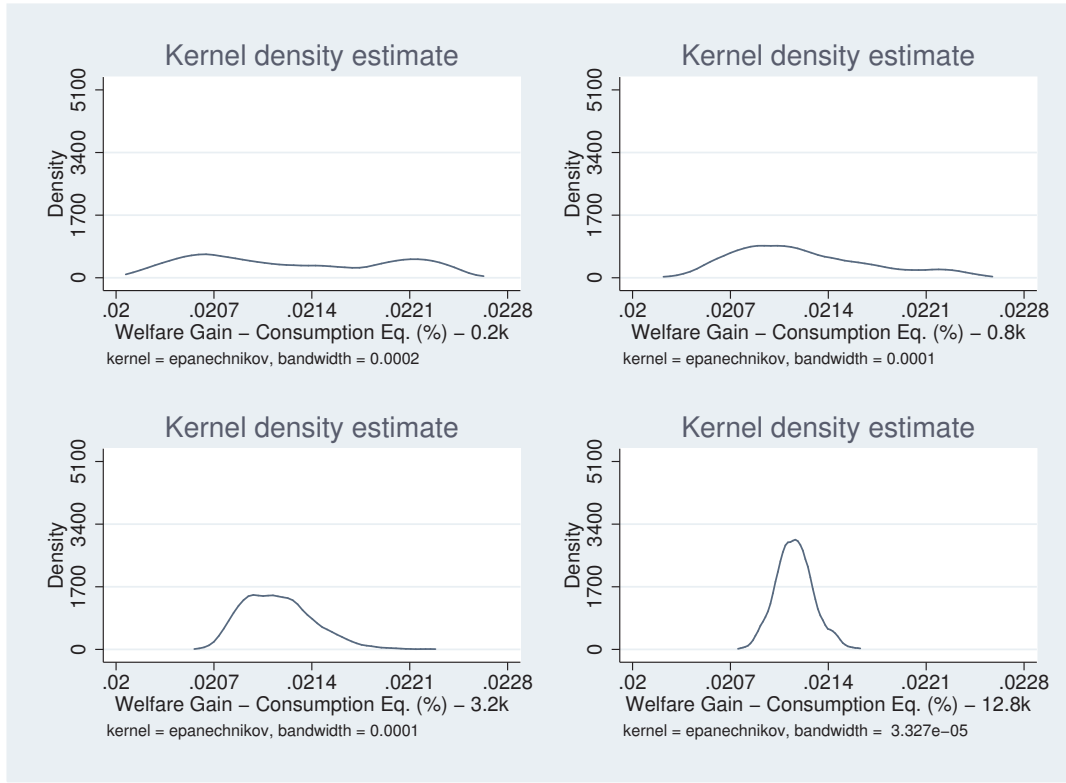 Kernel density estimate
Density
5100
3400
1700
0
.02 .0207 .0214 .0221 .0228
Welfare Gain − Consumption Eq. (%) − 0.2k
kernel = epanechnikov, bandwidth = 0.0002
Kernel density estimate
Density
5100
3400
1700
0
.02 .0207 .0214 .0221 .0228
Welfare Gain − Consumption Eq. (%) − 0.8k
kernel = epanechnikov, bandwidth = 0.0001
Kernel density estimate
Density
5100
3400
1700
0
.02 .0207 .0214 .0221 .0228
Welfare Gain − Consumption Eq. (%) − 3.2k
kernel = epanechnikov, bandwidth = 0.0001
Kernel density estimate
Density
5100
3400
1700
0
.02 .0207 .0214 .0221 .0228
Welfare Gain − Consumption Eq. (%) − 12.8k
kernel = epanechnikov, bandwidth = 3.327e−05